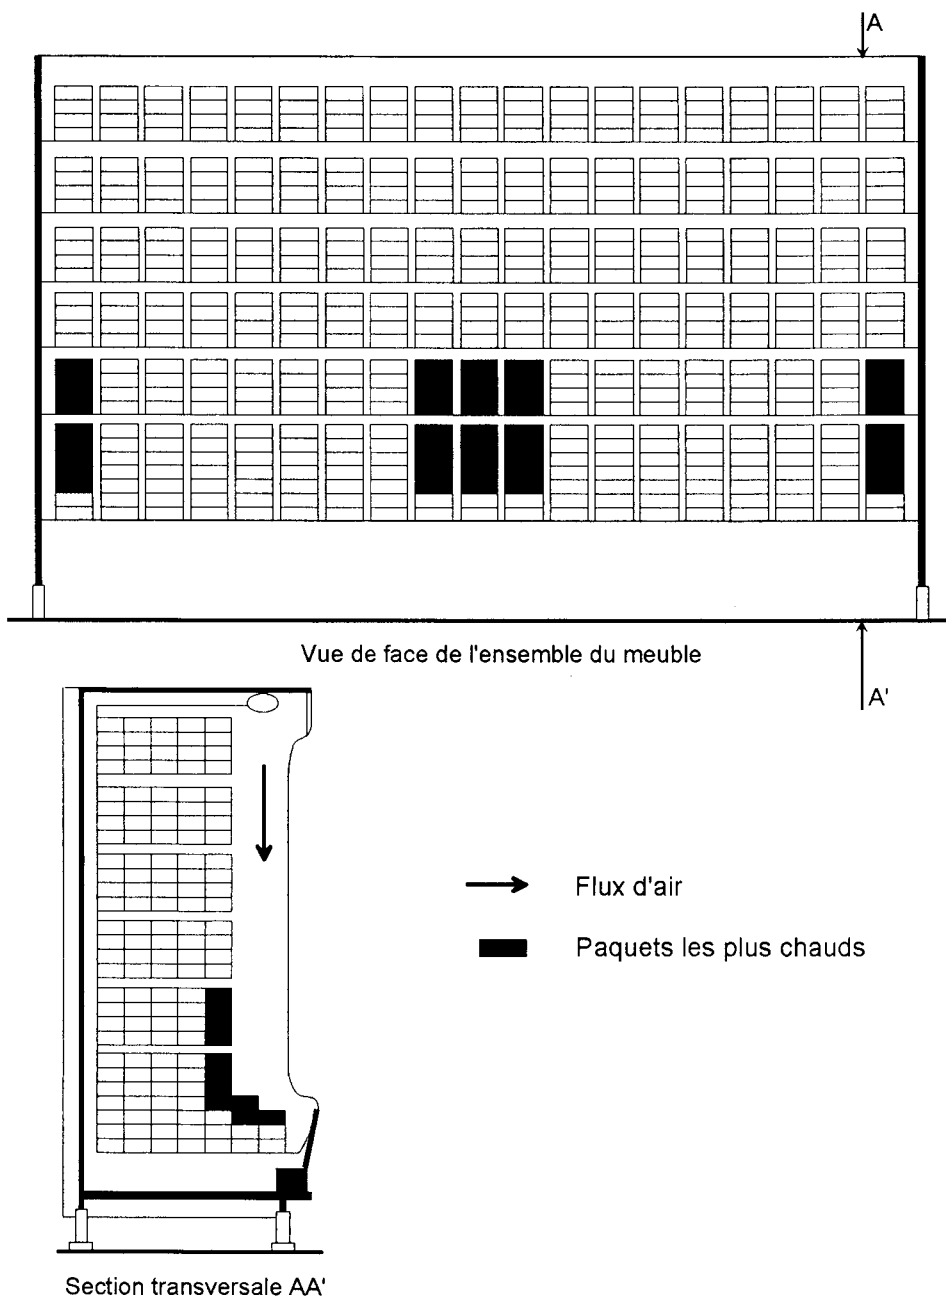 A
Vue de face de l'ensemble du meuble
A'
Flux d'air
Paquets les plus chauds
Section transversale AA'